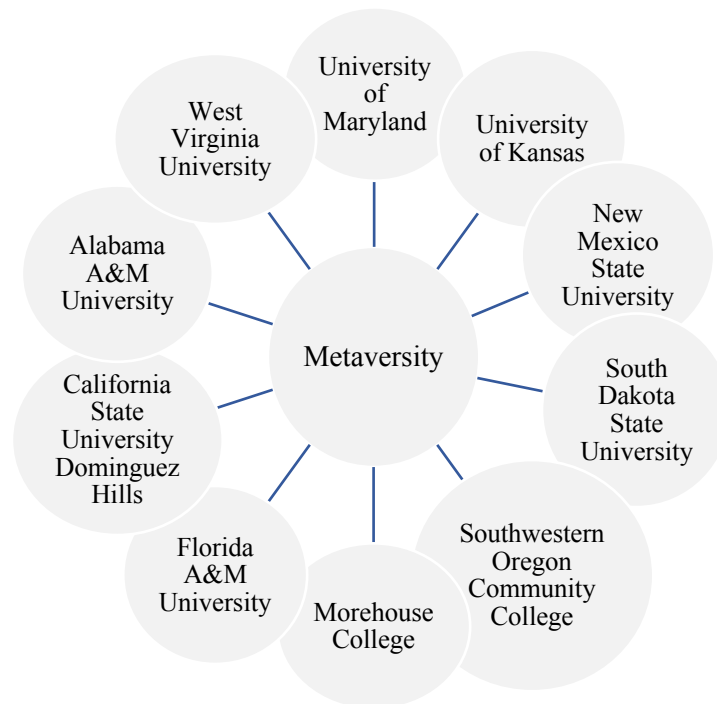 University
of
Maryland
University
of Kansas
New
Mexico
State
University
South
Dakota
State
University
Southwestern
Oregon
Community
College
Morehouse
College
Florida
A&M
University
California
State
University
Dominguez
Hills
Alabama
A&M
University
West
Virginia
University
Metaversity